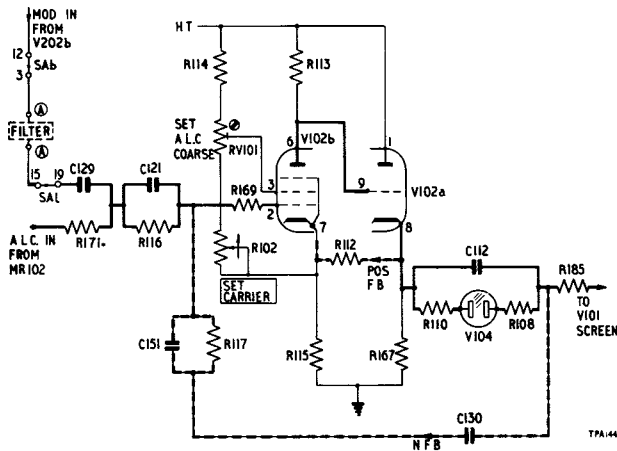 MOD IN
FROM
V202b
12
SAb
3
A
FILTER
A
15
19
SAL
C129
C121
R171
R116
A.L.C. IN
FROM
MR102
HT
R114
R113
SET
A.L.C
COARSE
RV101
R169
R102
SET
CARRIER
6
V102b
3
2
7
1
9
V102a
8
R112
POS
F B
C112
R110
V104
R108
R185
TO
V101
SCREEN
C151
R117
R115
R167
C130
N F B
TPA144